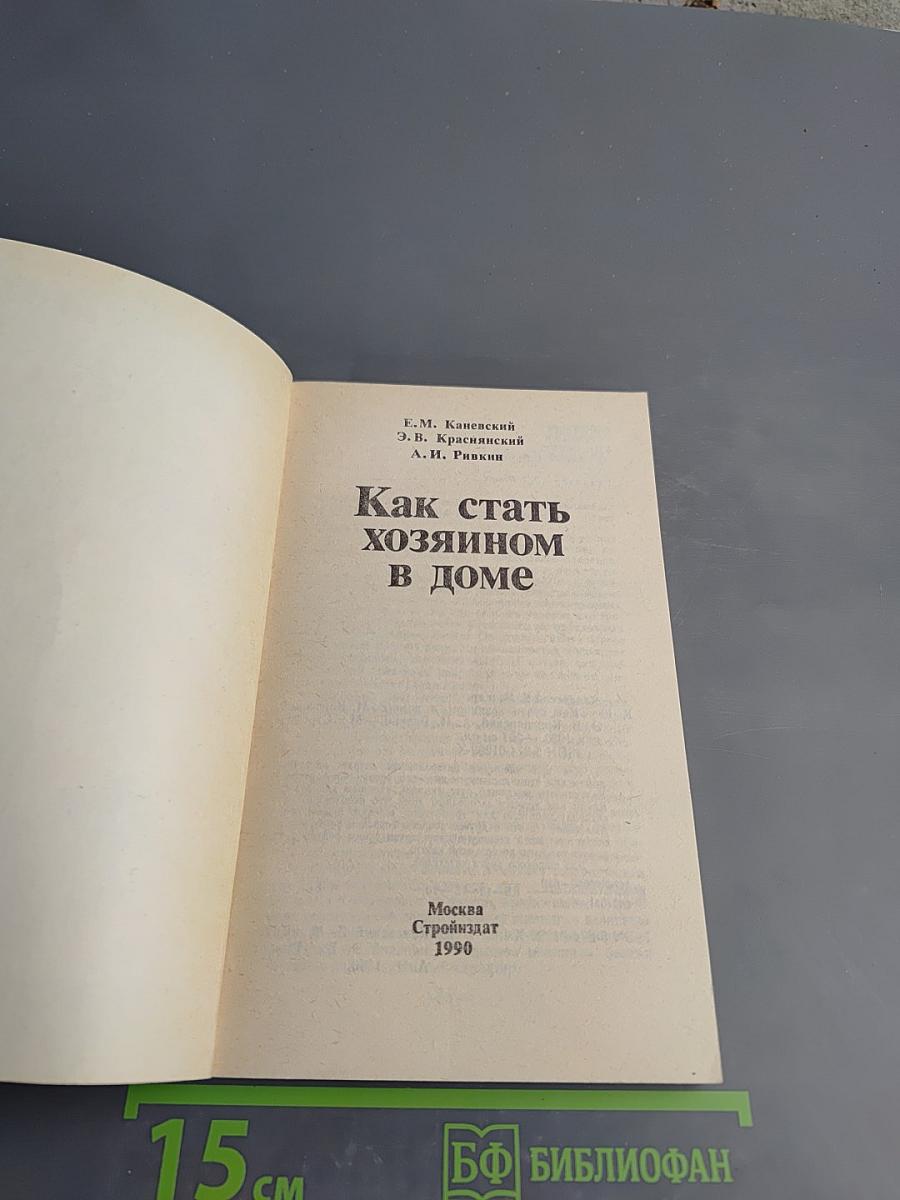 Е.М. Каневский
Э.В. Краснянский
А.И. Ривкин
Как стать
хозяином
в доме
Москва
Стройиздат
1990
15 см
БФ БИБЛИОФАН